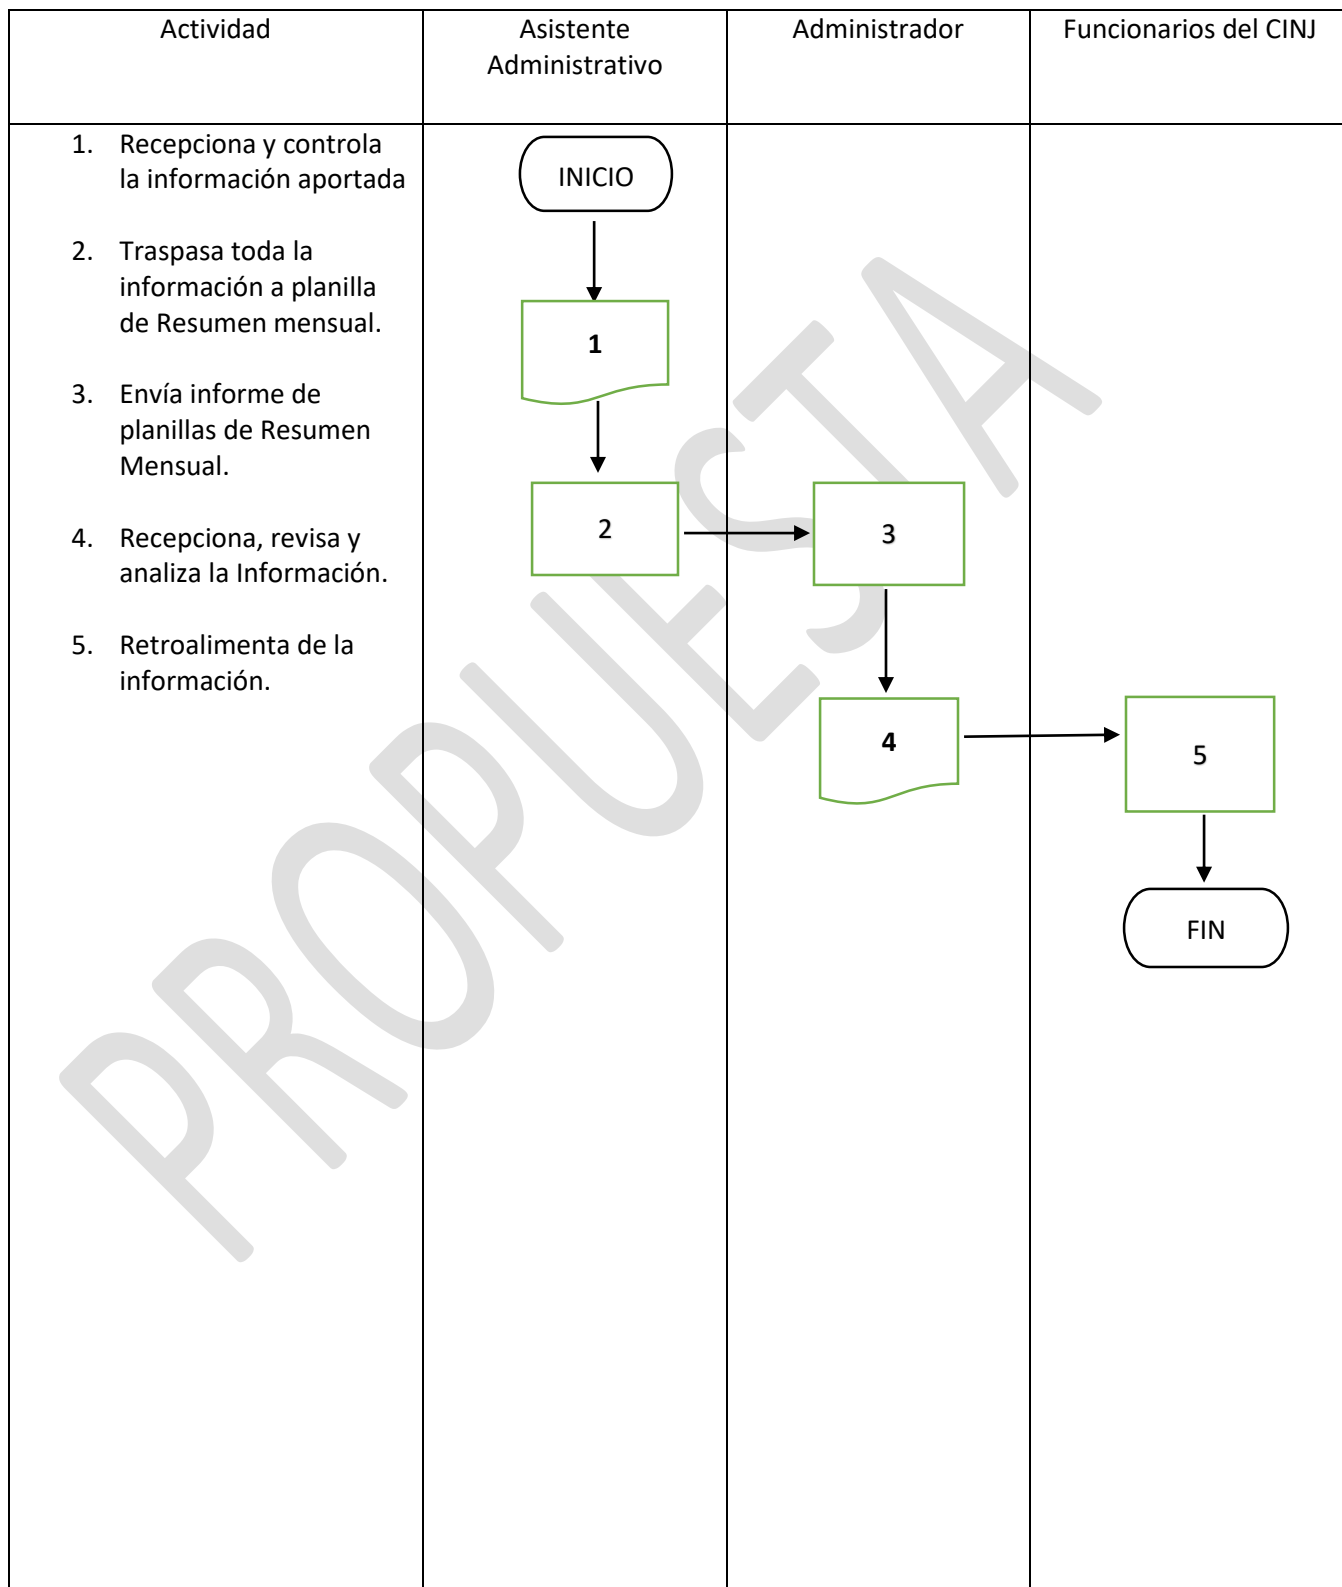 Actividad
Asistente
Administrativo
Administrador
Funcionarios del CINJ
1. Recepciona y controla
la información aportada
2. Traspasa toda la
información a planilla
de Resumen mensual.
3. Envía informe de
planillas de Resumen
Mensual.
4. Recepciona, revisa y
analiza la Información.
5. Retroalimenta de la
información.
INICIO
1
2
3
4
5
FIN
PROPUESTA